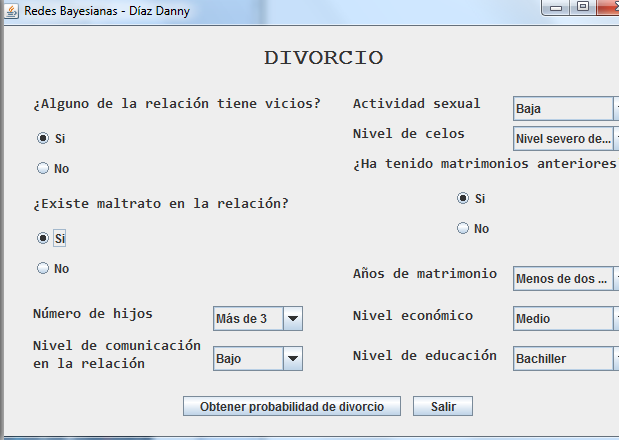 Redes Bayesianas - Díaz Danny
DIVORCIO
¿Alguno de la relación tiene vicios?
Si
No
¿Existe maltrato en la relación?
Si
No
Número de hijos
Más de 3
Nivel de comunicación
en la relación
Bajo
Actividad sexual
Baja
Nivel de celos
Nivel severo de...
¿Ha tenido matrimonios anteriores
Si
No
Años de matrimonio
Menos de dos ...
Nivel económico
Medio
Nivel de educación
Bachiller
Obtener probabilidad de divorcio
Salir